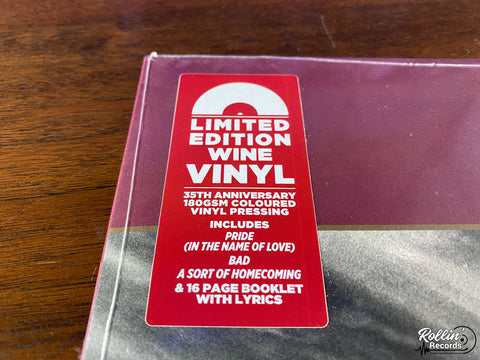 LIMITED
EDITION
WINE
VINYL
35TH ANNIVERSARY
180GSM COLOURED
VINYL PRESSING
INCLUDES
PRIDE
(IN THE NAME OF LOVE)
BAD
A SORT OF HOMECOMING
& 16 PAGE BOOKLET
WITH LYRICS
Rollin'
Records